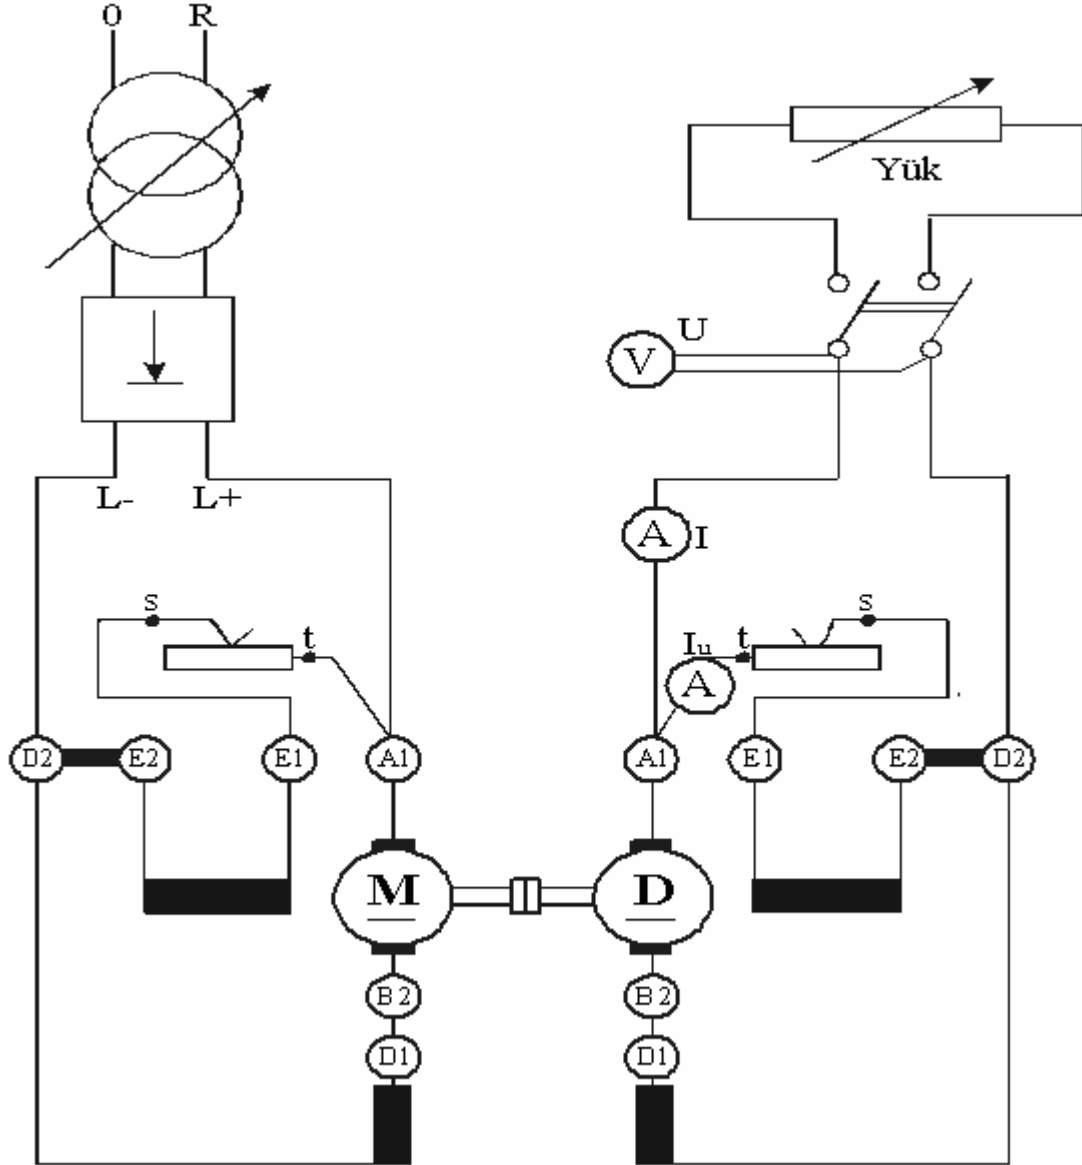 0 R
Yük
U
V
L- L+
A I
s s
t Iu t
A
D2 E2 E1 A1 A1 E1 E2 D2
M D
B2 B2
D1 D1